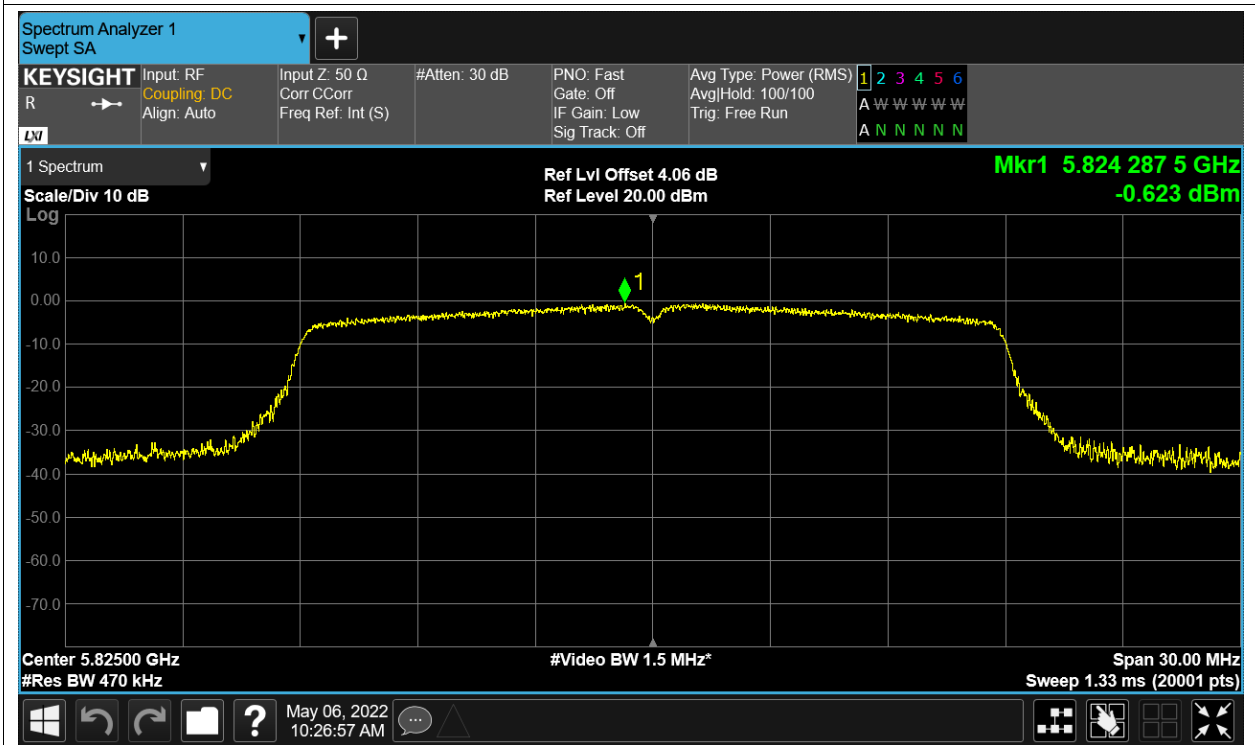 Spectrum Analyzer 1
Swept SA
KEYSIGHT
R
LXI
Input: RF
Coupling: DC
Align: Auto
Input Z: 50 Ω
Corr CCorr
Freq Ref: Int (S)
#Atten: 30 dB
PNO: Fast
Gate: Off
IF Gain: Low
Sig Track: Off
Avg Type: Power (RMS)
Avg|Hold: 100/100
Trig: Free Run
1 2 3 4 5 6
A W W W W W
A N N N N N
1 Spectrum
Scale/Div 10 dB
Log
Ref Lvl Offset 4.06 dB
Ref Level 20.00 dBm
Mkr1 5.824 287 5 GHz
-0.623 dBm
10.0
0.00
-10.0
-20.0
-30.0
-40.0
-50.0
-60.0
-70.0
1
Center 5.82500 GHz
#Res BW 470 kHz
#Video BW 1.5 MHz*
Span 30.00 MHz
Sweep 1.33 ms (20001 pts)
?
May 06, 2022
10:26:57 AM